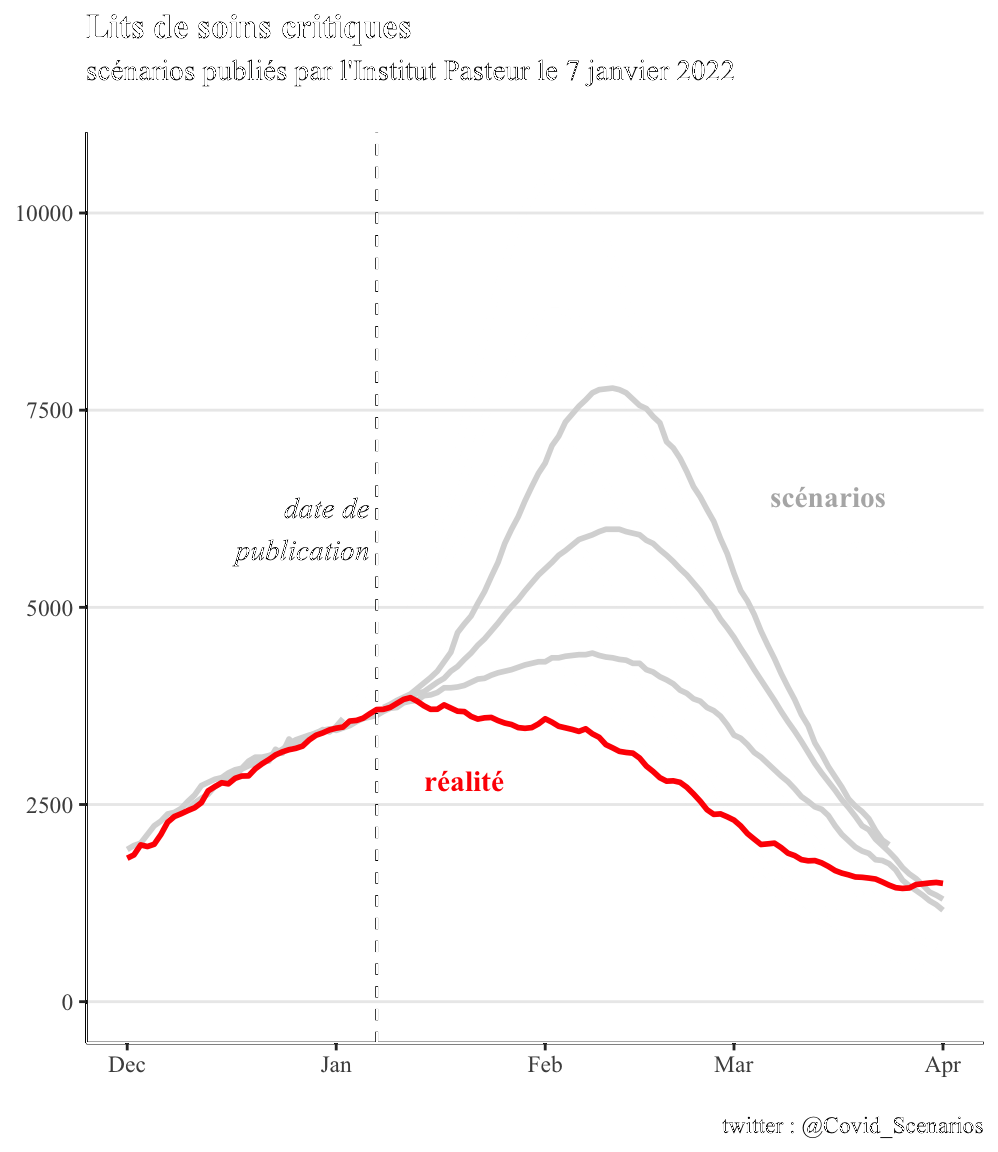 Lits de soins critiques
scénarios publiés par l'Institut Pasteur le 7 janvier 2022
10000
7500
scénarios
date de
publication
5000
réalité
2500
0
Dec Jan Feb Mar Apr
twitter : @Covid_Scenarios